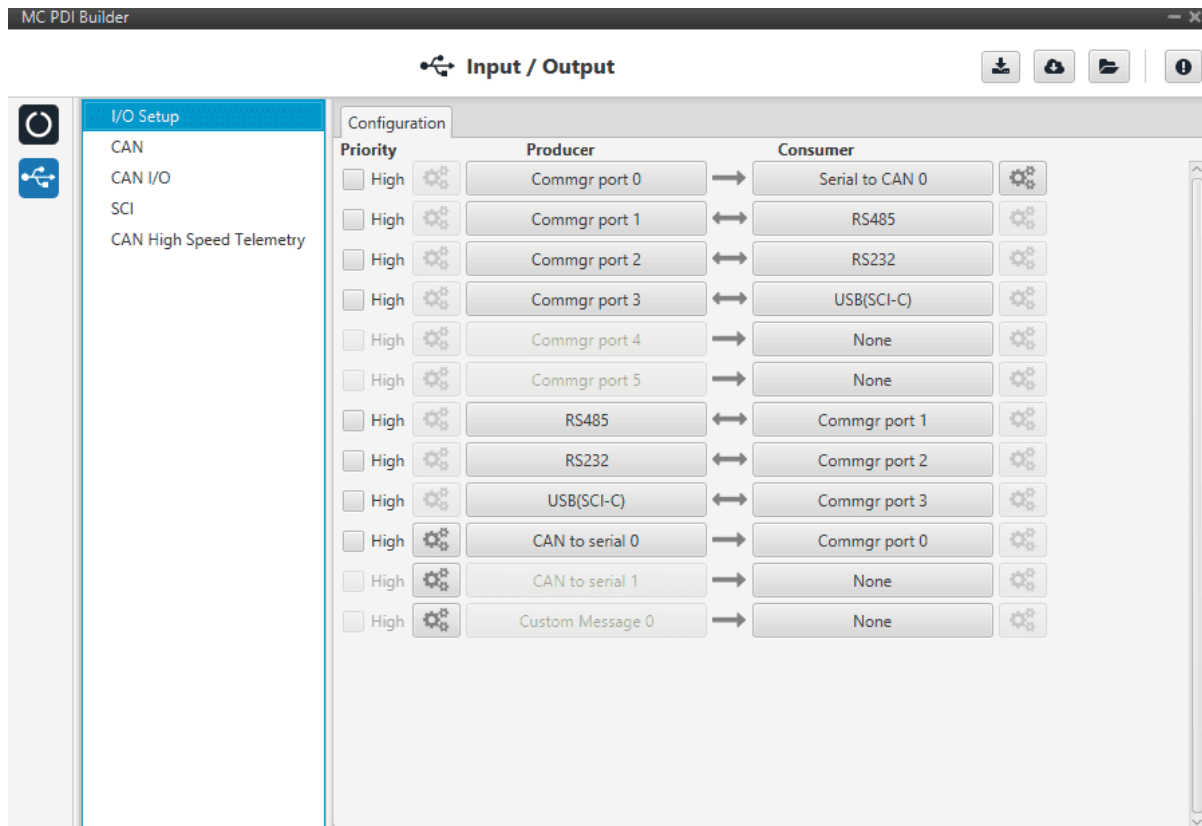 MC PDI Builder
Input / Output
I/O Setup
CAN
CAN I/O
SCI
CAN High Speed Telemetry
Configuration
Priority Producer Consumer
High Commgr port 0 Serial to CAN 0
High Commgr port 1 RS485
High Commgr port 2 RS232
High Commgr port 3 USB(SCI-C)
High Commgr port 4 None
High Commgr port 5 None
High RS485 Commgr port 1
High RS232 Commgr port 2
High USB(SCI-C) Commgr port 3
High CAN to serial 0 Commgr port 0
High CAN to serial 1 None
High Custom Message 0 None